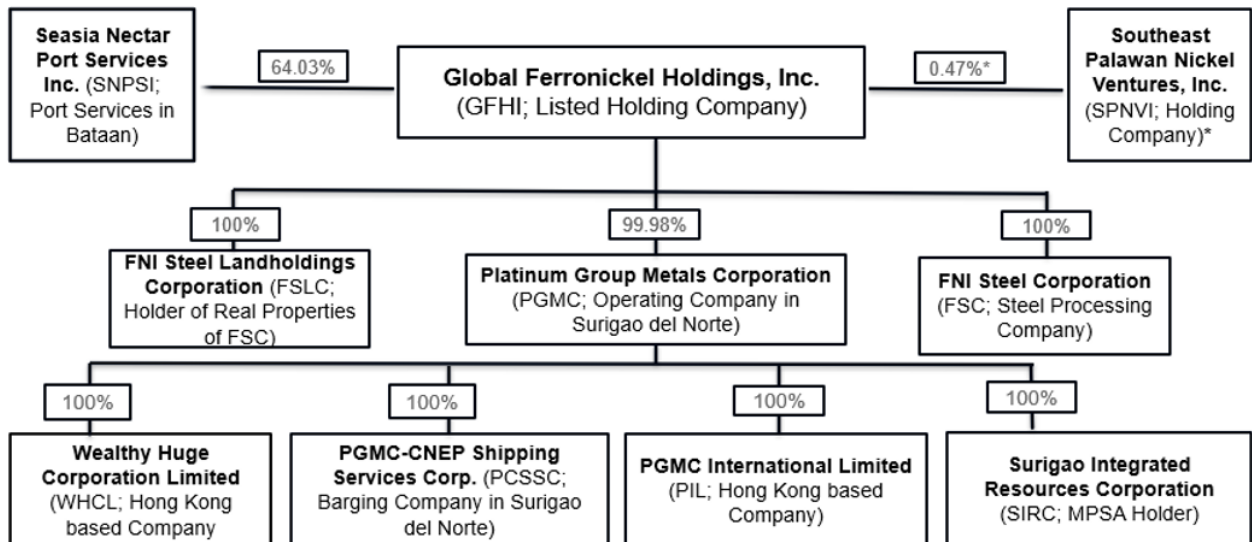 Seasia Nectar
Port Services
Inc. (SNPSI;
Port Services in
Bataan)
64.03%
Global Ferronickel Holdings, Inc.
(GFHI; Listed Holding Company)
0.47%*
Southeast
Palawan Nickel
Ventures, Inc.
(SPNVI; Holding
Company)*
100%
99.98%
100%
FNI Steel Landholdings
Corporation (FSLC;
Holder of Real Properties
of FSC)
Platinum Group Metals Corporation
(PGMC; Operating Company in
Surigao del Norte)
FNI Steel Corporation
(FSC; Steel Processing
Company)
100%
100%
100%
100%
Wealthy Huge
Corporation Limited
(WHCL; Hong Kong
based Company
PGMC-CNEP Shipping
Services Corp. (PCSSC;
Barging Company in Surigao
del Norte)
PGMC International Limited
(PIL; Hong Kong based
Company)
Surigao Integrated
Resources Corporation
(SIRC; MPSA Holder)